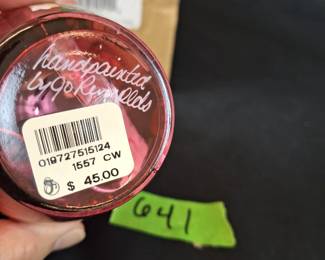 handpainted
by Jo Reynolds
019727515124
1557 CW
$ 45.00
641